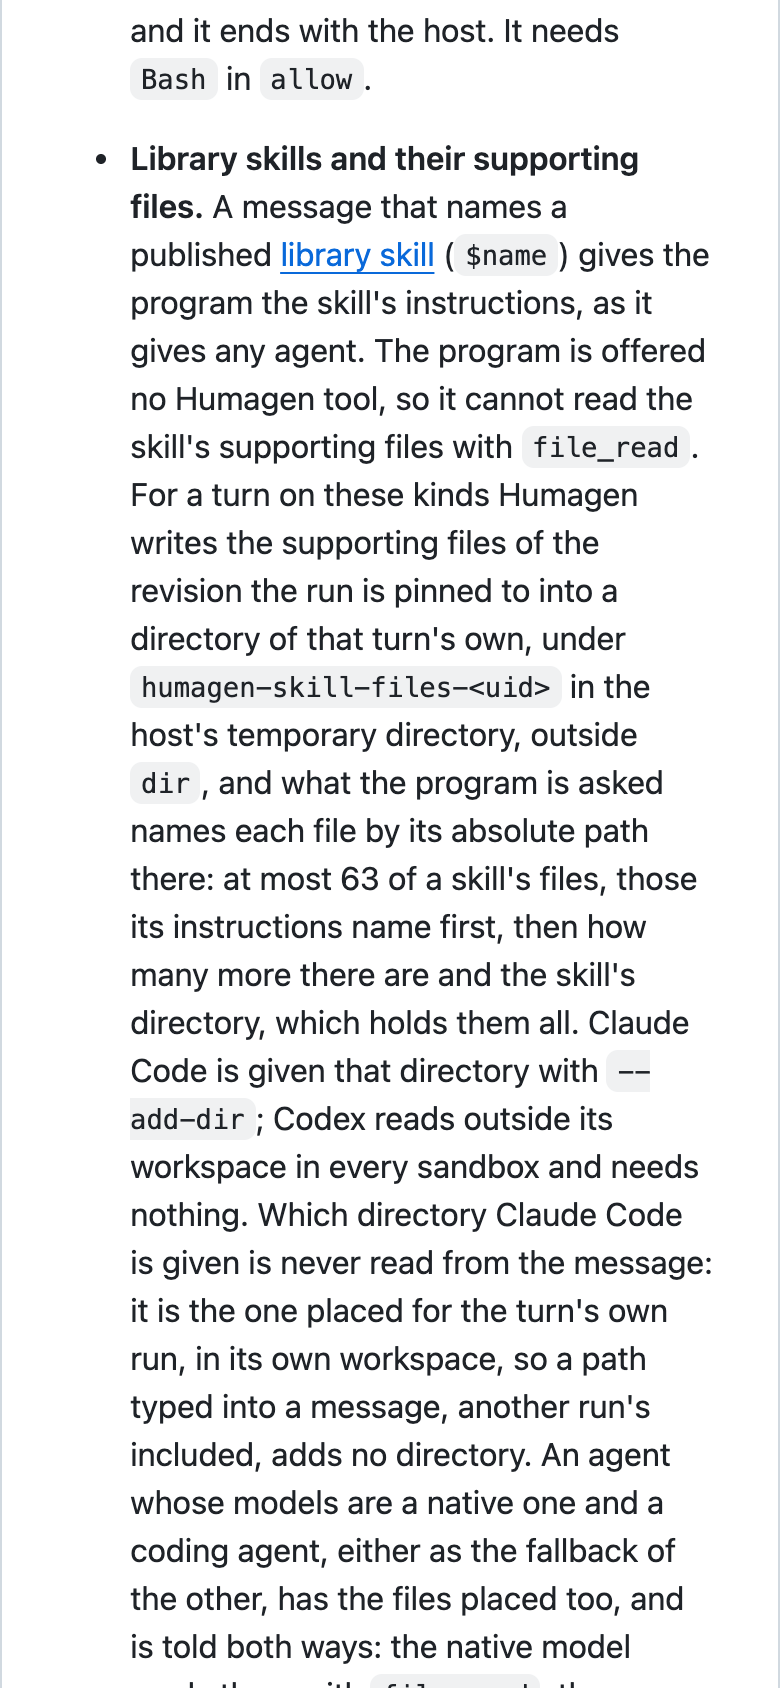 and it ends with the host. It needs
Bash in allow.
• Library skills and their supporting
files. A message that names a
published library skill ($name) gives the
program the skill's instructions, as it
gives any agent. The program is offered
no Humagen tool, so it cannot read the
skill's supporting files with file_read.
For a turn on these kinds Humagen
writes the supporting files of the
revision the run is pinned to into a
directory of that turn's own, under
humagen-skill-files-<uid> in the
host's temporary directory, outside
dir, and what the program is asked
names each file by its absolute path
there: at most 63 of a skill's files, those
its instructions name first, then how
many more there are and the skill's
directory, which holds them all. Claude
Code is given that directory with --
add-dir; Codex reads outside its
workspace in every sandbox and needs
nothing. Which directory Claude Code
is given is never read from the message:
it is the one placed for the turn's own
run, in its own workspace, so a path
typed into a message, another run's
included, adds no directory. An agent
whose models are a native one and a
coding agent, either as the fallback of
the other, has the files placed too, and
is told both ways: the native model